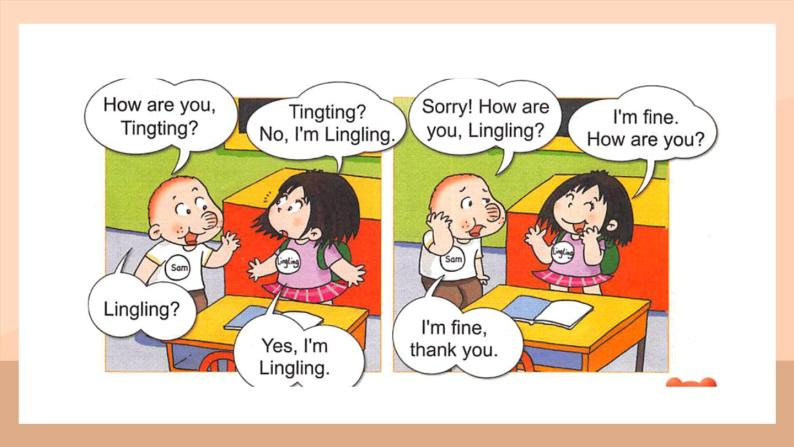 How are you,
Tingting?
Tingting?
No, I'm Lingling.
Lingling?
Yes, I'm
Lingling.
Sam
Lingling
Sorry! How are
you, Lingling?
I'm fine.
How are you?
I'm fine,
thank you.
Sam
Lingling